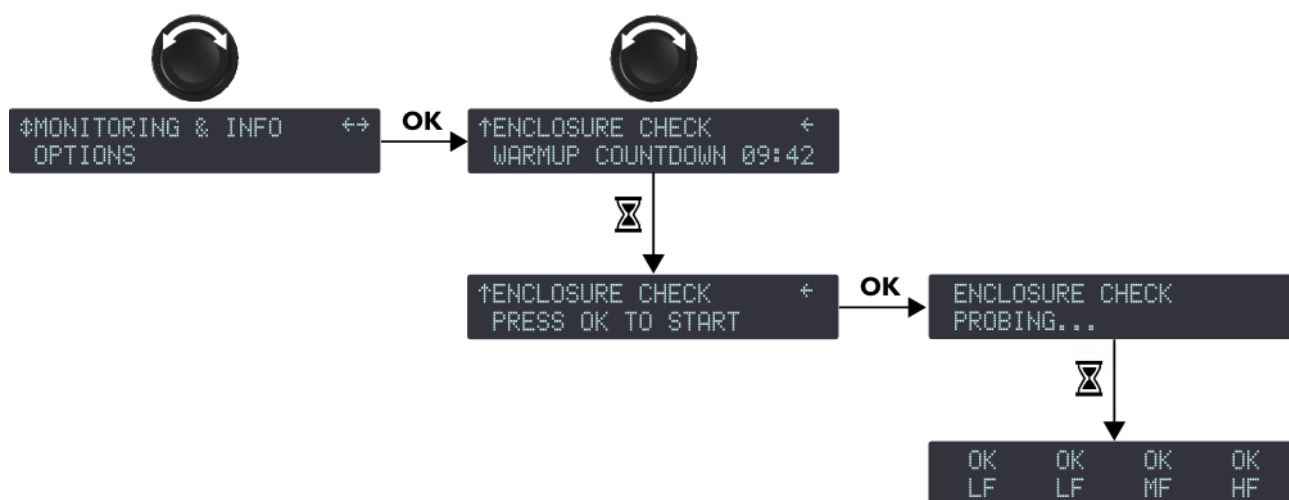 ↕MONITORING & INFO ←→
OPTIONS
OK
↑ENCLOSURE CHECK ←
WARMUP COUNTDOWN 09:42
↑ENCLOSURE CHECK ←
PRESS OK TO START
OK
ENCLOSURE CHECK
PROBING...
OK OK OK OK
LF LF MF HF